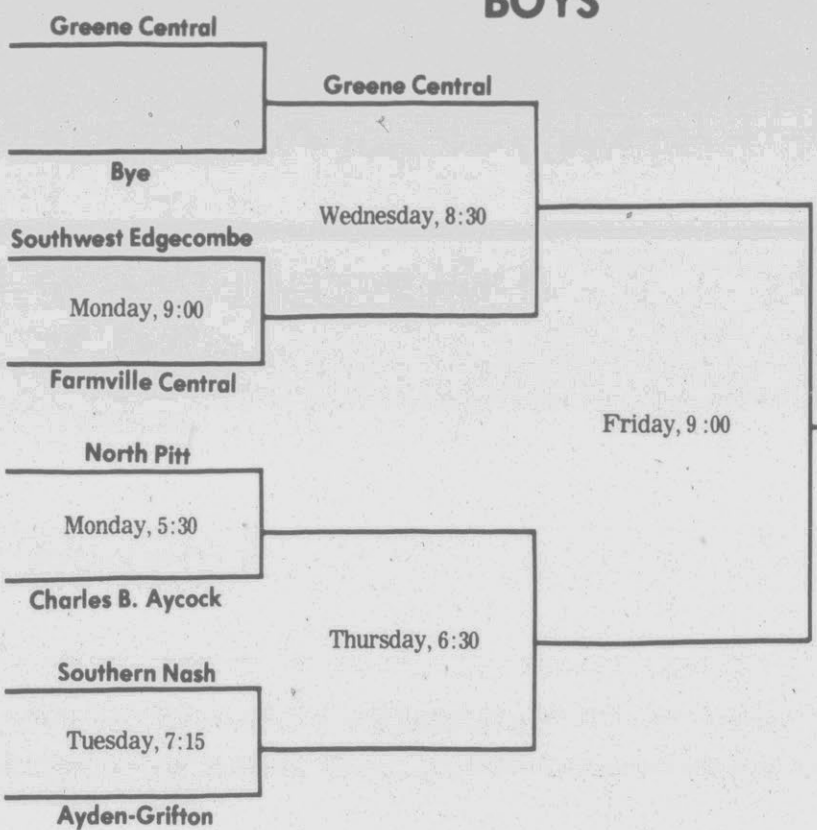 BOYS
Greene Central
Greene Central
Bye
Wednesday, 8:30
Southwest Edgecombe
Monday, 9:00
Farmville Central
Friday, 9:00
North Pitt
Monday, 5:30
Charles B. Aycock
Thursday, 6:30
Southern Nash
Tuesday, 7:15
Ayden-Grifton